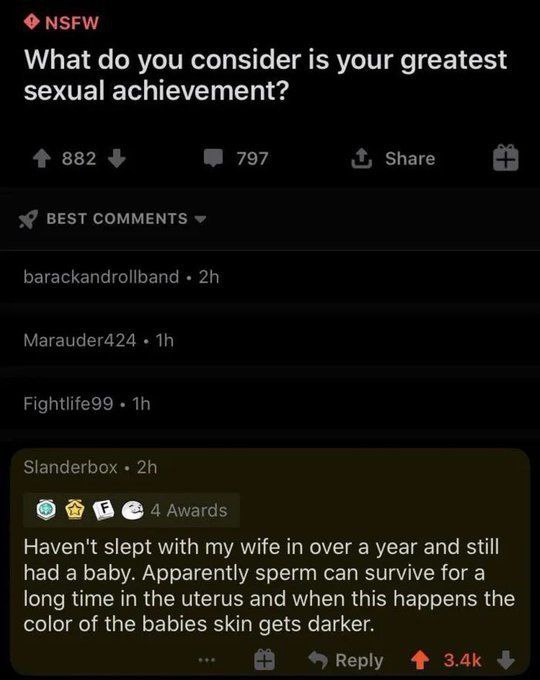 NSFW
What do you consider is your greatest
sexual achievement?
882
797
Share
BEST COMMENTS
barackandrollband • 2h
Marauder424 • 1h
Fightlife99 • 1h
Slanderbox • 2h
F
4 Awards
Haven't slept with my wife in over a year and still
had a baby. Apparently sperm can survive for a
long time in the uterus and when this happens the
color of the babies skin gets darker.
Reply
3.4k